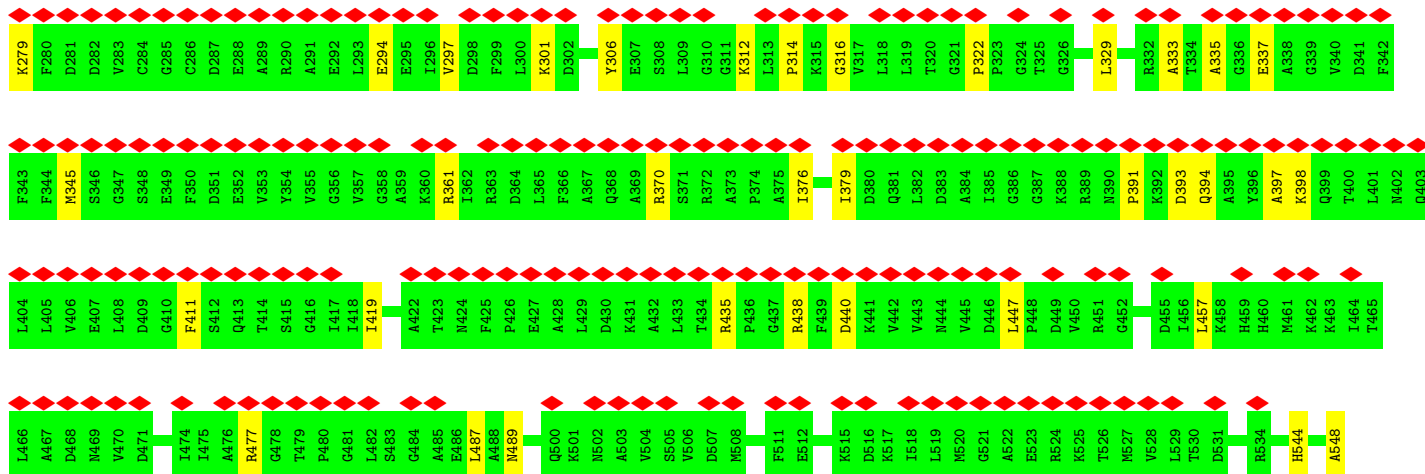 K279 F280 D281 D282 V283 C284 G285 C286 D287 E288 A289 R290 A291 E292 L293 E294 E295 I296 V297 D298 F299 L300 K301 D302 Y306 E307 S308 L309 G310 G311 K312 L313 P314 K315 G316 V317 L318 L319 T320 G321 P322 P323 G324 T325 G326 L329 R332 A333 T334 A335 G336 E337 A338 G339 V340 D341 F342
F343 F344 M345 S346 G347 S348 E349 F350 D351 E352 V353 Y354 V355 G356 V357 G358 A359 K360 R361 I362 R363 D364 L365 F366 A367 Q368 A369 R370 S371 R372 A373 P374 A375 I376 I379 D380 Q381 L382 D383 A384 I385 G386 G387 K388 R389 N390 P391 K392 D393 Q394 A395 Y396 A397 K398 Q399 T400 L401 N402 Q403
L404 L405 V406 E407 L408 D409 G410 F411 S412 Q413 T414 S415 G416 I417 I418 I419 A422 T423 N424 F425 P426 E427 A428 L429 D430 K431 A432 L433 T434 R435 P436 G437 R438 F439 D440 K441 V442 V443 N444 V445 D446 L447 P448 D449 V450 R451 G452 D455 I456 L457 K458 H459 H460 M461 K462 K463 I464 T465
L466 A467 D468 N469 V470 D471 I474 I475 A476 R477 G478 T479 P480 G481 L482 S483 G484 A485 E486 L487 A488 N489 Q500 K501 N502 A503 V504 S505 V506 D507 M508 F511 E512 K515 D516 K517 I518 L519 M520 G521 A522 E523 R524 K525 T526 M527 V528 L529 T530 D531 R534 H544 A548